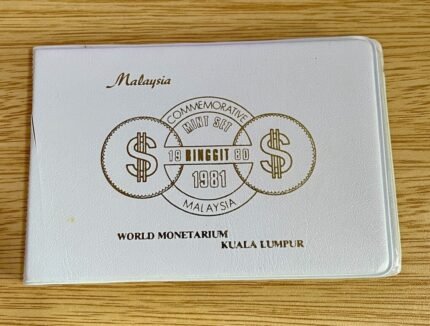 Malaysia
COMMEMORATIVE
MINT SET
$ 19 RINGGIT 80 $
1981
MALAYSIA
WORLD MONETARIUM
KUALA LUMPUR